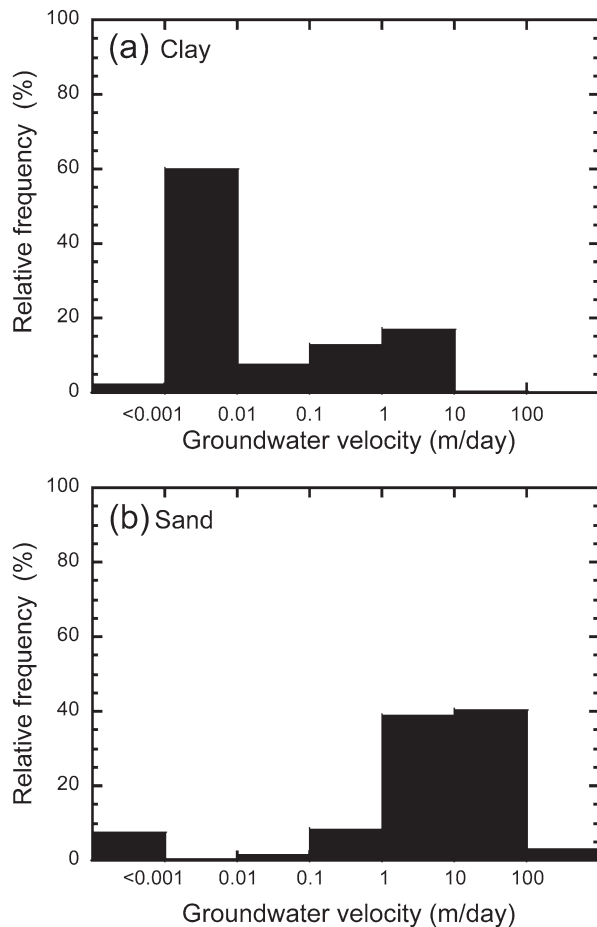 100
(a) Clay
80
60
40
20
0
Relative frequency (%)
<0.001 0.01 0.1 1 10 100
Groundwater velocity (m/day)
100
(b) Sand
80
60
40
20
0
Relative frequency (%)
<0.001 0.01 0.1 1 10 100
Groundwater velocity (m/day)